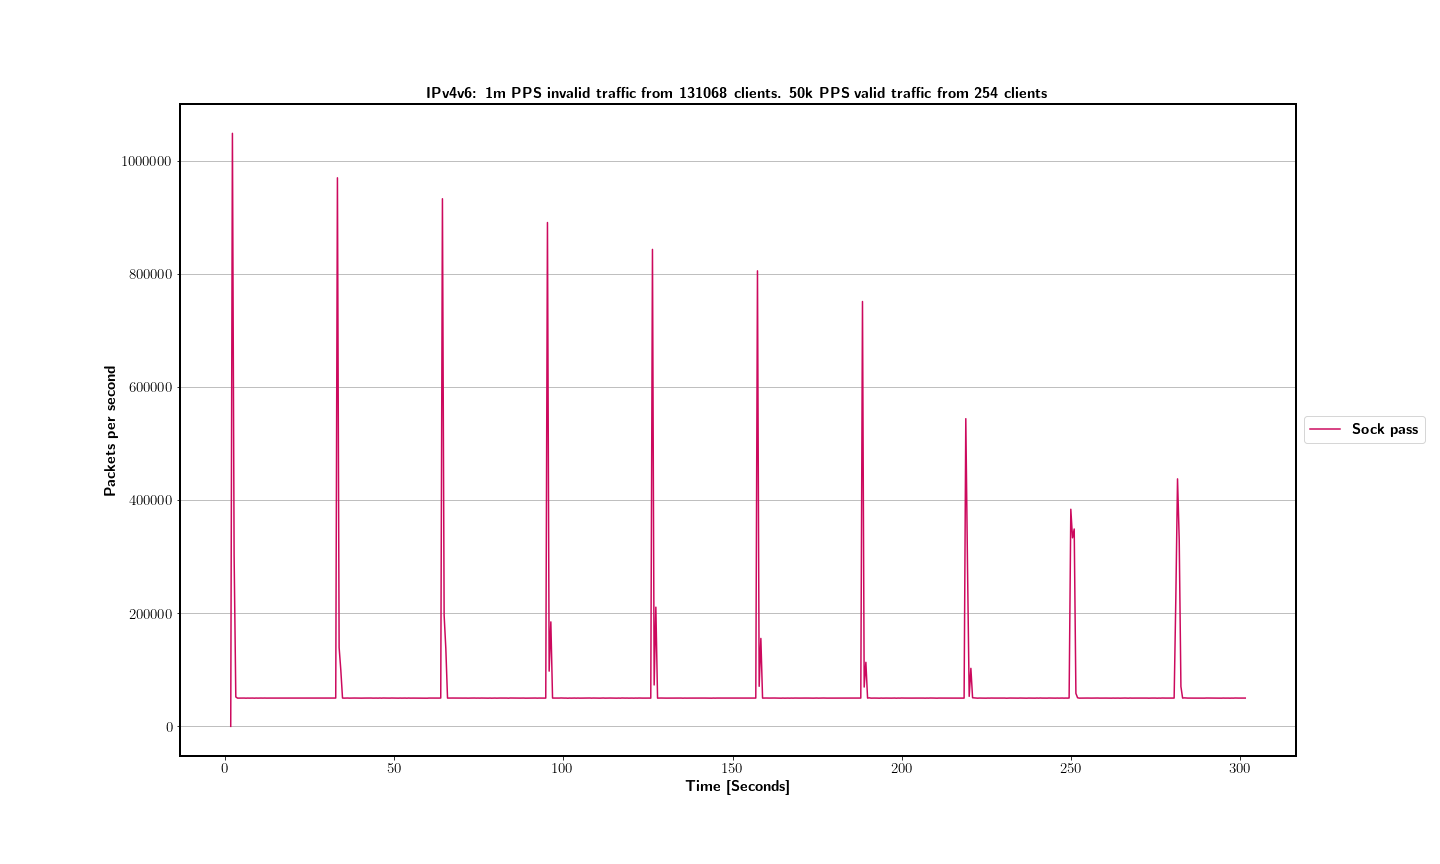 IPv4v6: 1m PPS invalid traffic from 131068 clients. 50k PPS valid traffic from 254 clients
1000000
800000
600000
400000
200000
0
Packets per second
Sock pass
0 50 100 150 200 250 300
Time [Seconds]